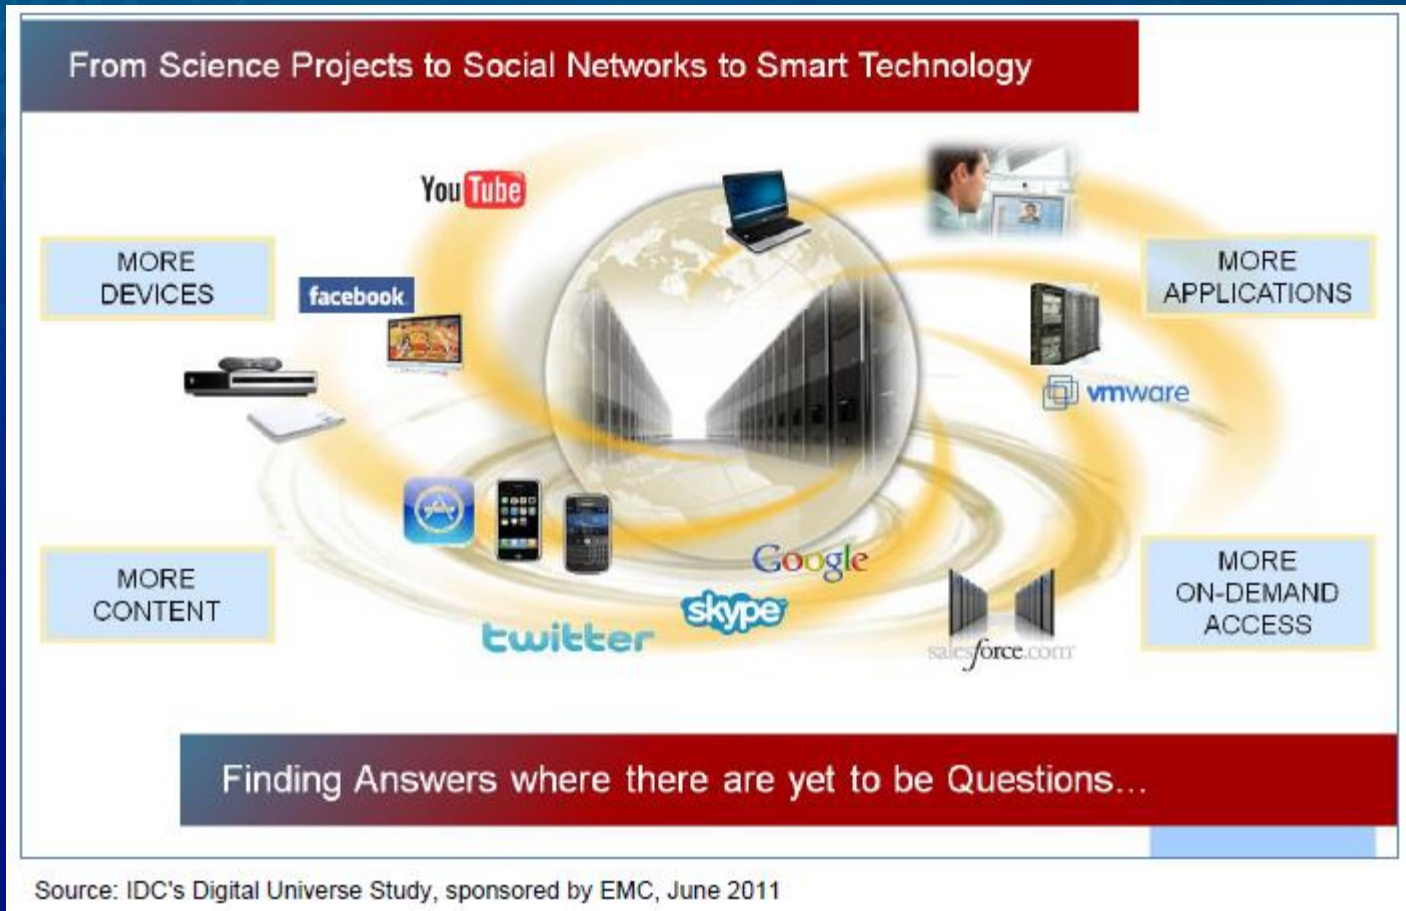 From Science Projects to Social Networks to Smart Technology
YouTube
MORE
DEVICES
facebook
MORE
APPLICATIONS
vmware
MORE
CONTENT
Google
skype
twitter
salesforce.com
MORE
ON-DEMAND
ACCESS
Finding Answers where there are yet to be Questions...
Source: IDC's Digital Universe Study, sponsored by EMC, June 2011